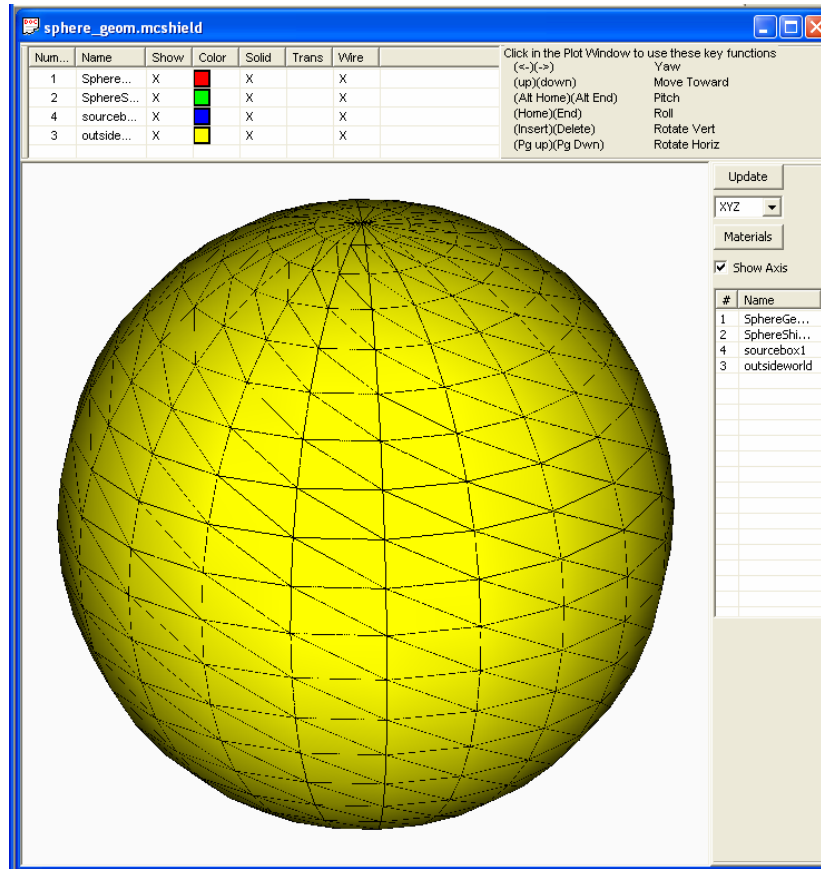 DOC
sphere_geom.mcshield
Num... Name Show Color Solid Trans Wire
1 Sphere... X X X
2 SphereS... X X X
4 sourceb... X X X
3 outside... X X X
Click in the Plot Window to use these key functions
(<-)(->) Yaw
(up)(down) Move Toward
(Alt Home)(Alt End) Pitch
(Home)(End) Roll
(Insert)(Delete) Rotate Vert
(Pg up)(Pg Dwn) Rotate Horiz
Update
XYZ
Materials
Show Axis
# Name
1 SphereGe...
2 SphereShi...
4 sourcebox1
3 outsideworld